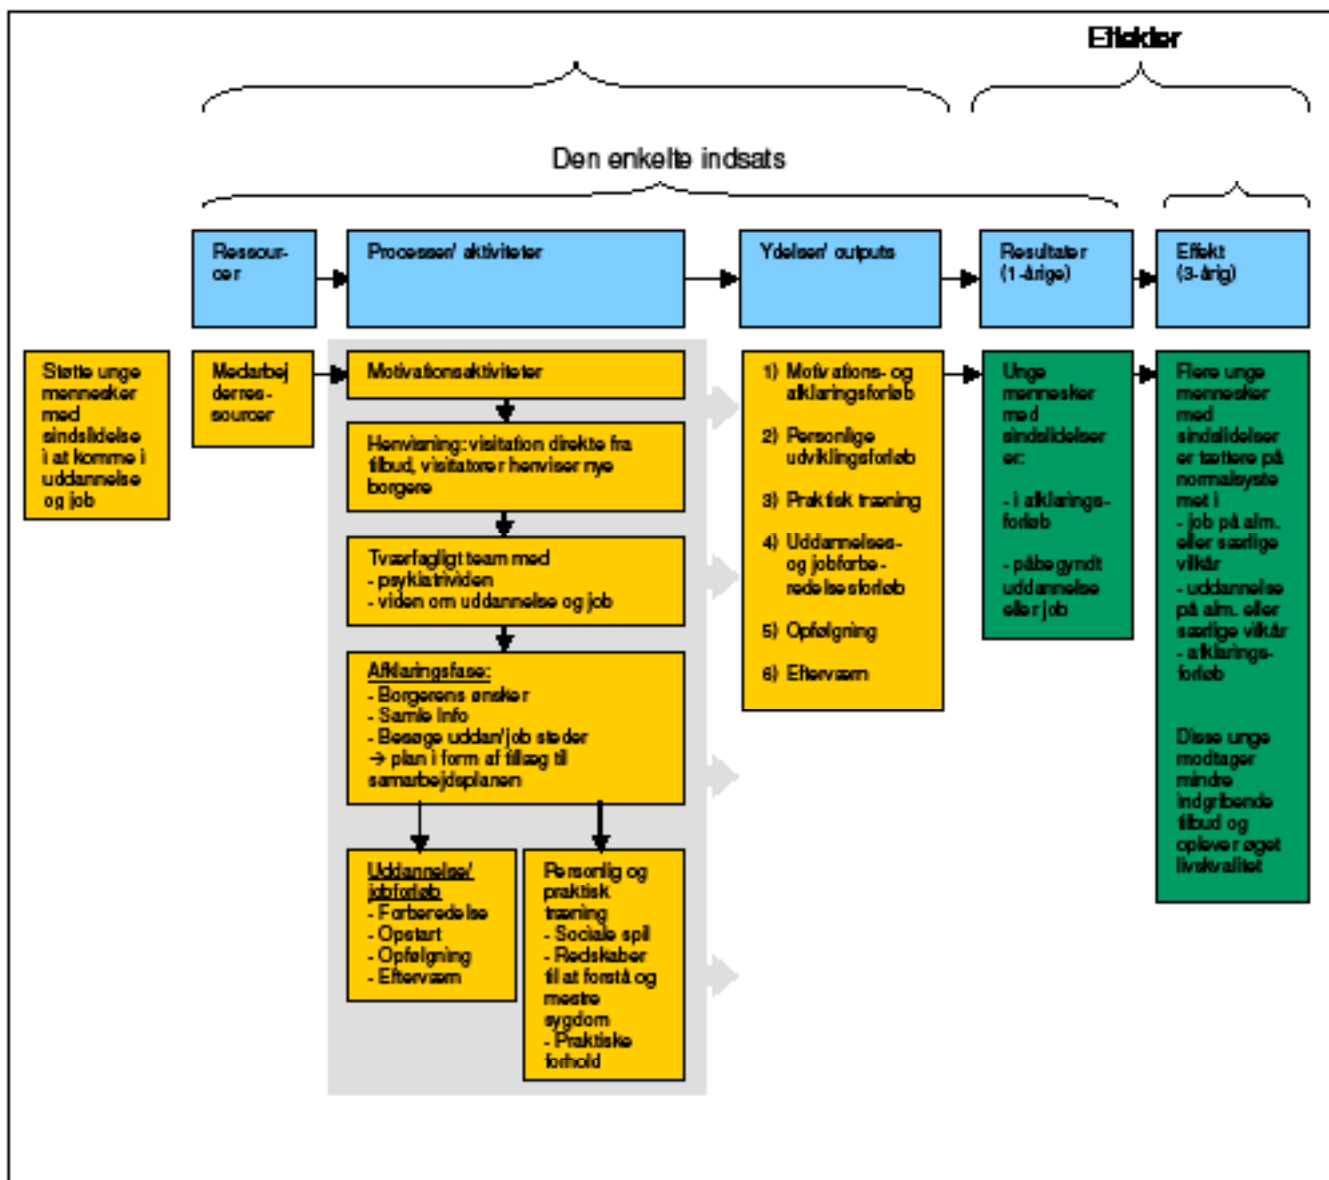 Effekter
Den enkelte indsats
Ressour-
cer
Processer/ aktiviteter
Ydelser/ outputs
Resultater
(1-årige)
Effekt
(3-årig)
Støtte unge
mennesker
med
sindslidelse
i at komme i
uddannelse
og job
Medarbej
derres-
sourcer
Motivationsaktiviteter
Henvisning: visitation direkte fra
tilbud, visitatorer henviser nye
borgere
Tværfagligt team med
- psykiatrividen
- viden om uddannelse og job
Afklaringsfase:
- Borgerens ønsker
- Samle info
- Besøge uddan/job steder
→ plan i form af tillæg til
samarbejdsplanen
Uddannelse/
jobforløb
- Forberedelse
- Opstart
- Opfølgning
- Efterværn
Personlig og
praktisk
træning
- Sociale spil
- Redskaber
til at forstå og
mestre
sygdom
- Praktiske
forhold
1) Motivations- og
afklaringsforløb
2) Personlige
udviklingsforløb
3) Praktisk træning
4) Uddannelses-
og jobforbe-
redelsesforløb
5) Opfølgning
6) Efterværn
Unge
mennesker
med
sindslidelser
er:
- i afklarings-
forløb
- påbegyndt
uddannelse
eller job
Flere unge
mennesker
med
sindslidelser
er tættere på
normalsyste
met i
- job på alm.
eller særlige
vilkår
- uddannelse
på alm. eller
særlige vilkår
- afklarings-
forløb
Disse unge
modtager
mindre
indgribende
tilbud og
oplever øget
livskvalitet